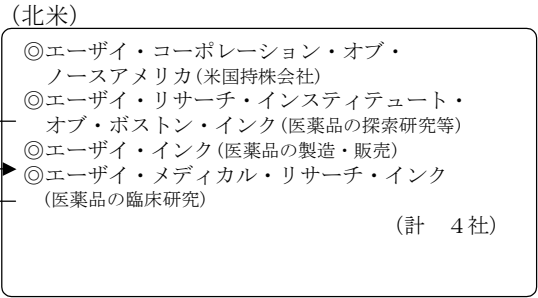 (北米)
◎エーザイ・コーポレーション・オブ・
ノースアメリカ(米国持株会社)
◎エーザイ・リサーチ・インスティテュート・
オブ・ボストン・インク(医薬品の探索研究等)
◎エーザイ・インク(医薬品の製造・販売)
◎エーザイ・メディカル・リサーチ・インク
(医薬品の臨床研究)
(計　４社)